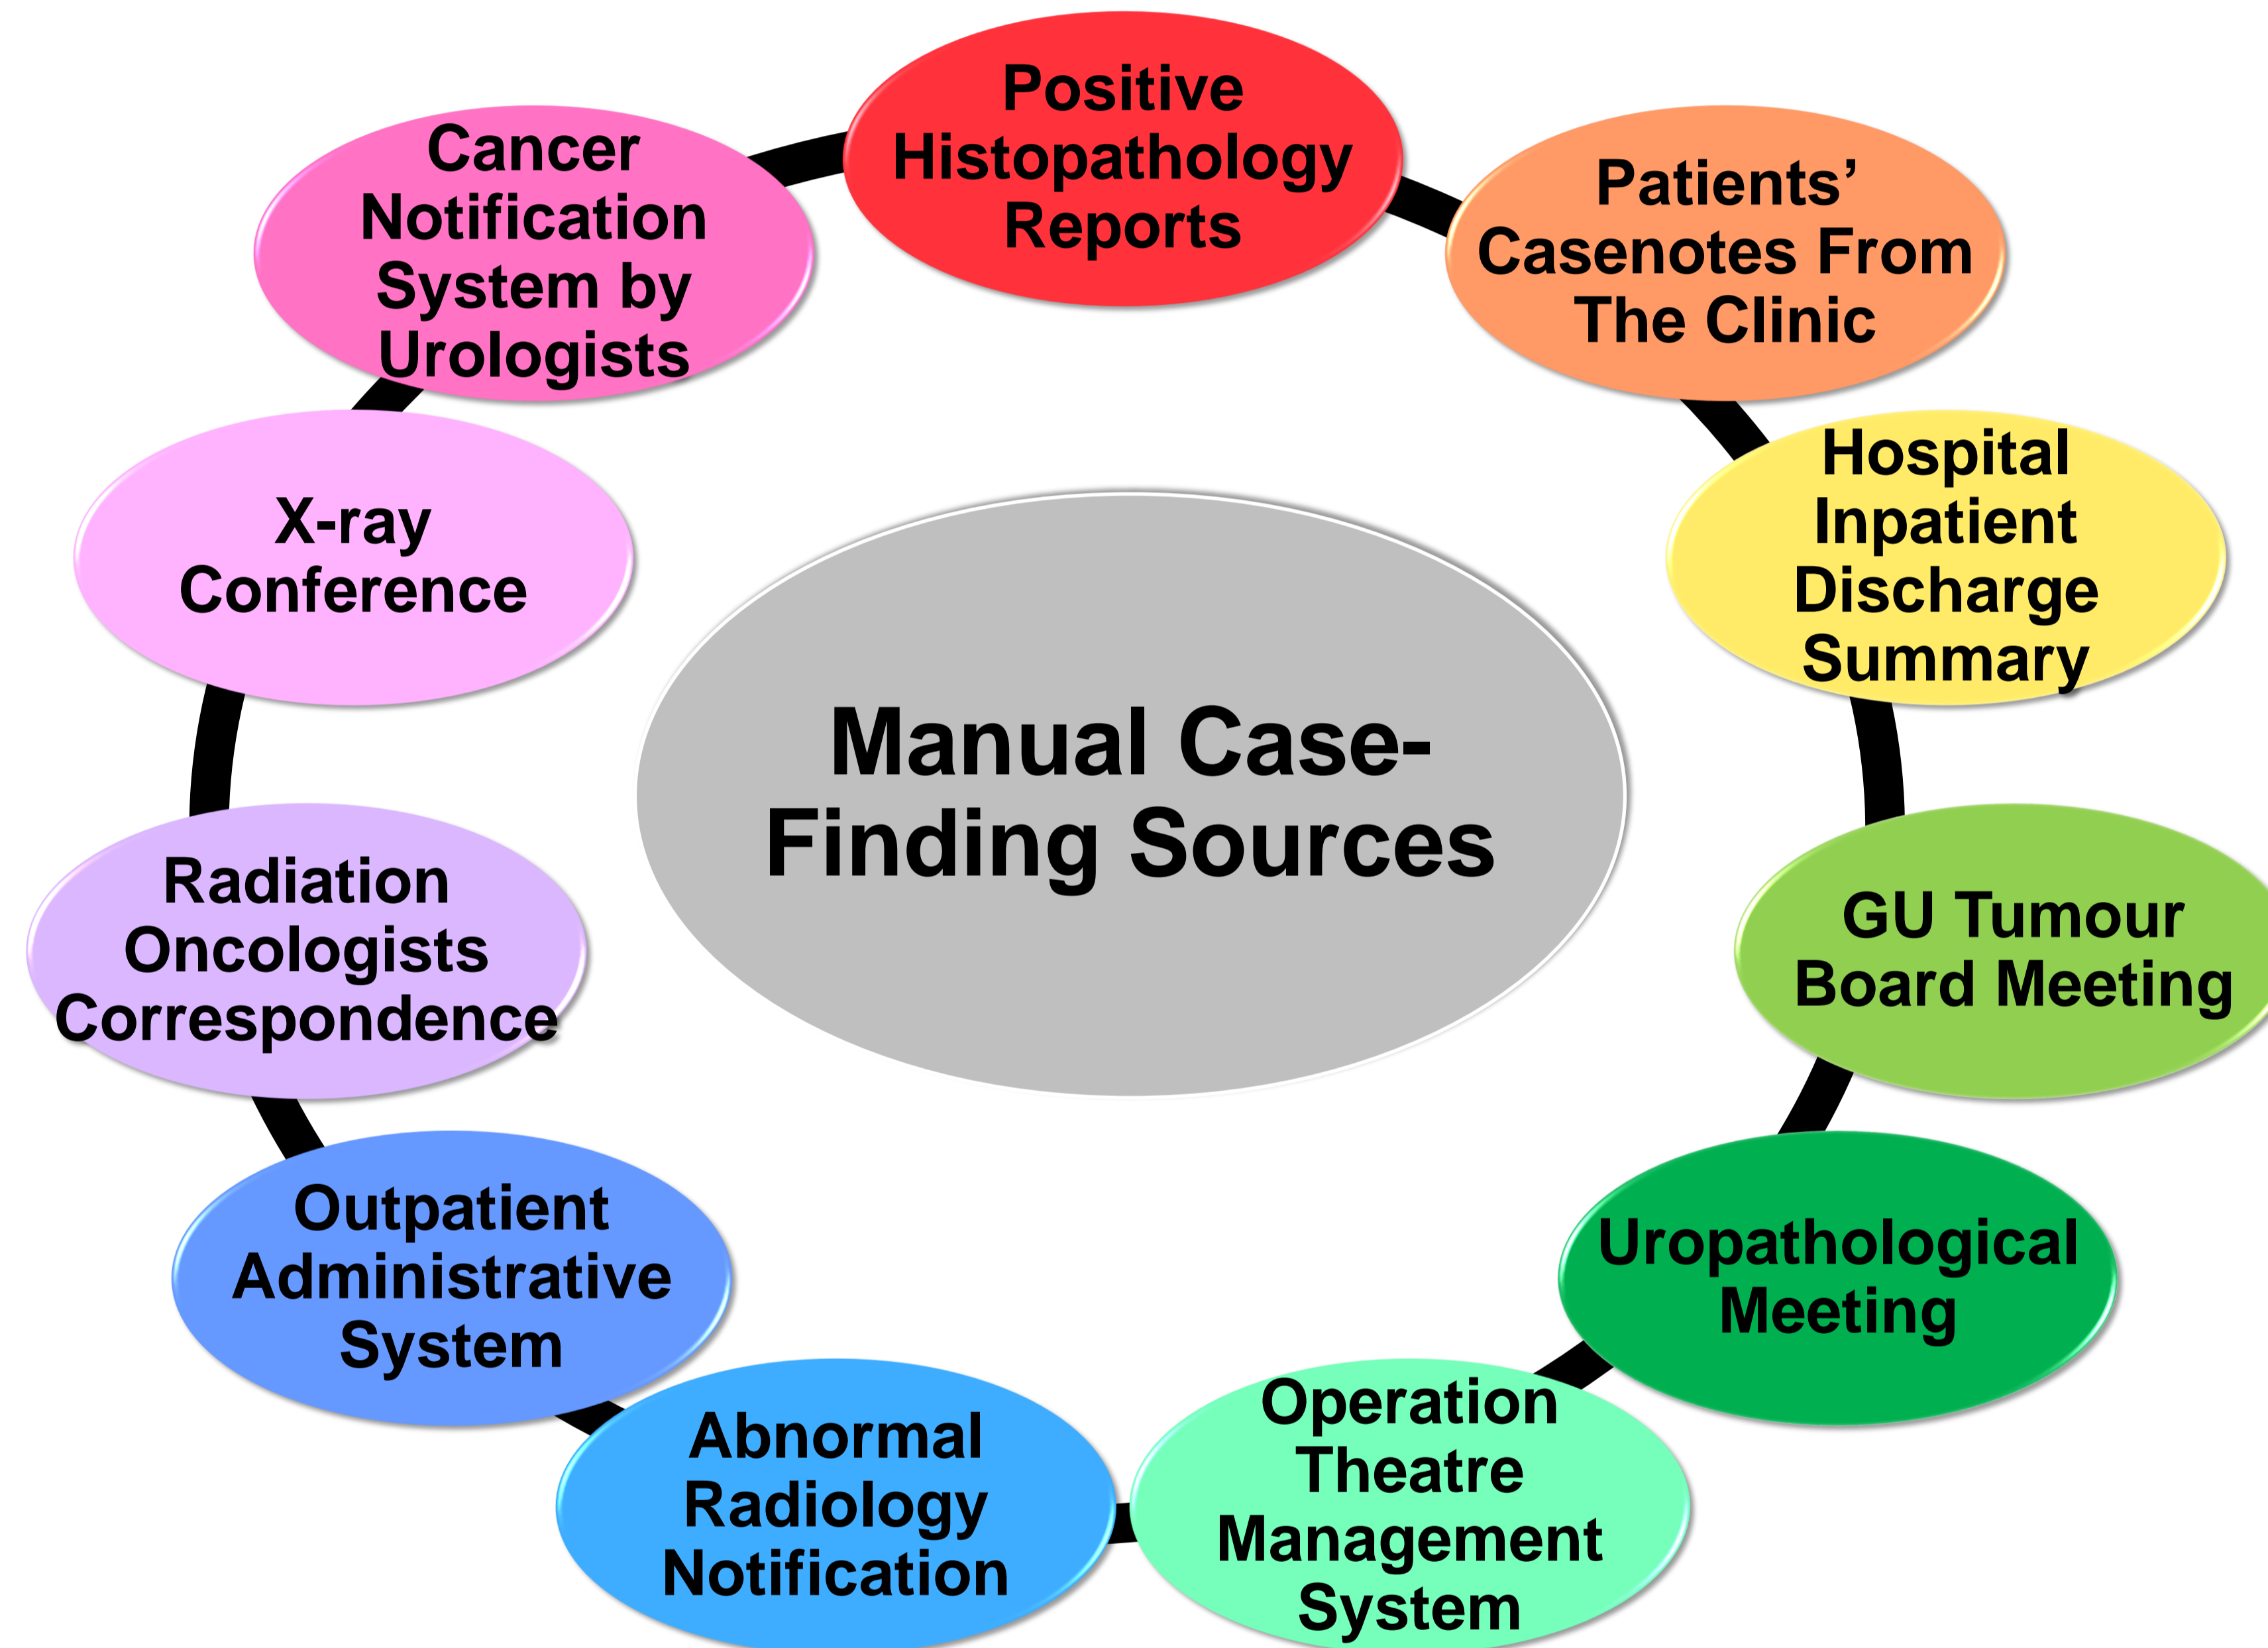 Positive
Histopathology
Reports
Patients’
Casenotes From
The Clinic
Hospital
Inpatient
Discharge
Summary
GU Tumour
Board Meeting
Uropathological
Meeting
Operation
Theatre
Management
System
Abnormal
Radiology
Notification
Outpatient
Administrative
System
Radiation
Oncologists
Correspondence
X-ray
Conference
Cancer
Notification
System by
Urologists
Manual Case-
Finding Sources